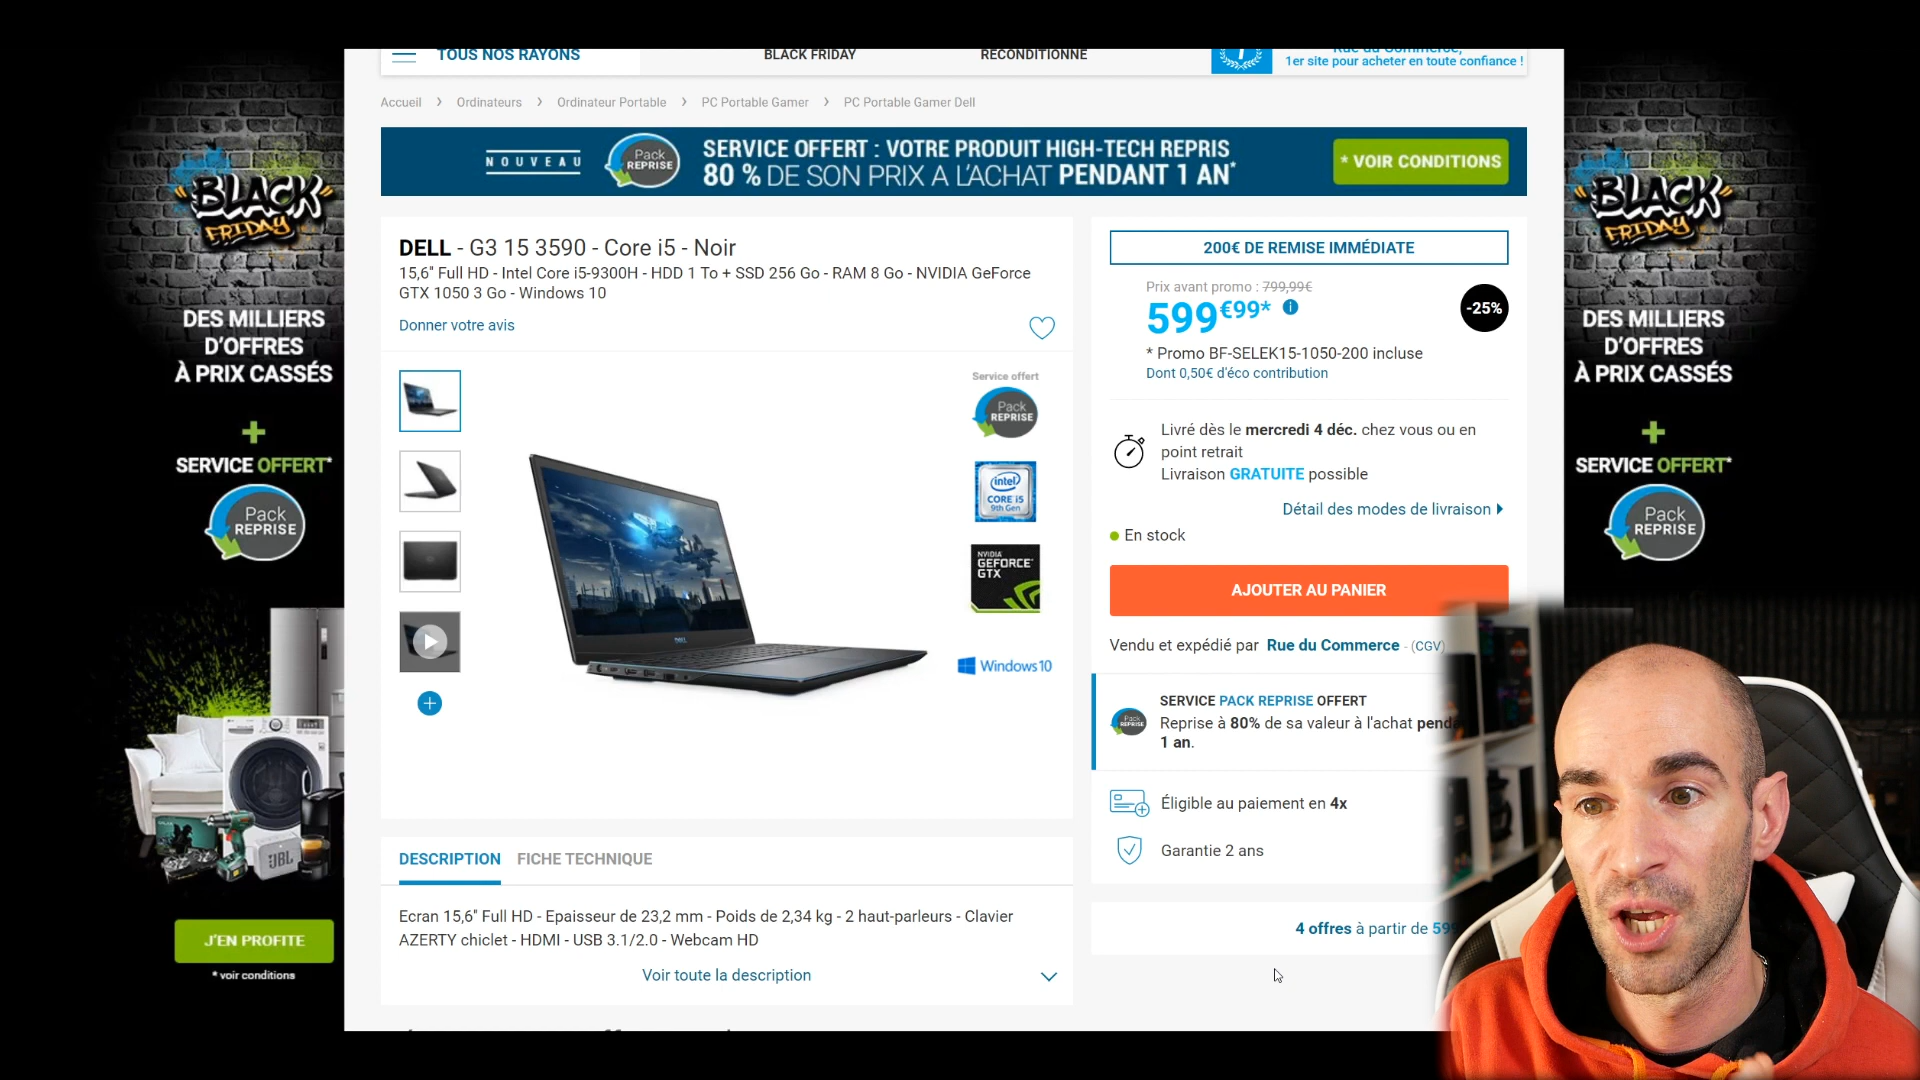 TOUS NOS RAYONS
BLACK FRIDAY
RECONDITIONNÉ
Rue du Commerce,
1er site pour acheter en toute confiance !
Accueil > Ordinateurs > Ordinateur Portable > PC Portable Gamer > PC Portable Gamer Dell
NOUVEAU
Pack
REPRISE
SERVICE OFFERT : VOTRE PRODUIT HIGH-TECH REPRIS
80 % DE SON PRIX A L'ACHAT PENDANT 1 AN*
* VOIR CONDITIONS
BLACK
FRIDAY
DES MILLIERS
D'OFFRES
À PRIX CASSÉS
+
SERVICE OFFERT*
Pack
REPRISE
JBL
J'EN PROFITE
* voir conditions
DELL - G3 15 3590 - Core i5 - Noir
15,6" Full HD - Intel Core i5-9300H - HDD 1 To + SSD 256 Go - RAM 8 Go - NVIDIA GeForce
GTX 1050 3 Go - Windows 10
Donner votre avis
Service offert
Pack
REPRISE
intel
CORE i5
9th Gen
NVIDIA
GEFORCE
GTX
Windows 10
DELL
DESCRIPTION
FICHE TECHNIQUE
Ecran 15,6" Full HD - Epaisseur de 23,2 mm - Poids de 2,34 kg - 2 haut-parleurs - Clavier
AZERTY chiclet - HDMI - USB 3.1/2.0 - Webcam HD
Voir toute la description
200€ DE REMISE IMMÉDIATE
Prix avant promo : 799,99€
599€99*
-25%
* Promo BF-SELEK15-1050-200 incluse
Dont 0,50€ d'éco contribution
Livré dès le mercredi 4 déc. chez vous ou en
point retrait
Livraison GRATUITE possible
Détail des modes de livraison
En stock
AJOUTER AU PANIER
Vendu et expédié par Rue du Commerce - (CGV)
SERVICE PACK REPRISE OFFERT
Pack
REPRISE
Reprise à 80% de sa valeur à l'achat pend
1 an.
Éligible au paiement en 4x
Garantie 2 ans
4 offres à partir de 59
BLACK
FRIDAY
DES MILLIERS
D'OFFRES
À PRIX CASSÉS
+
SERVICE OFFERT*
Pack
REPRISE